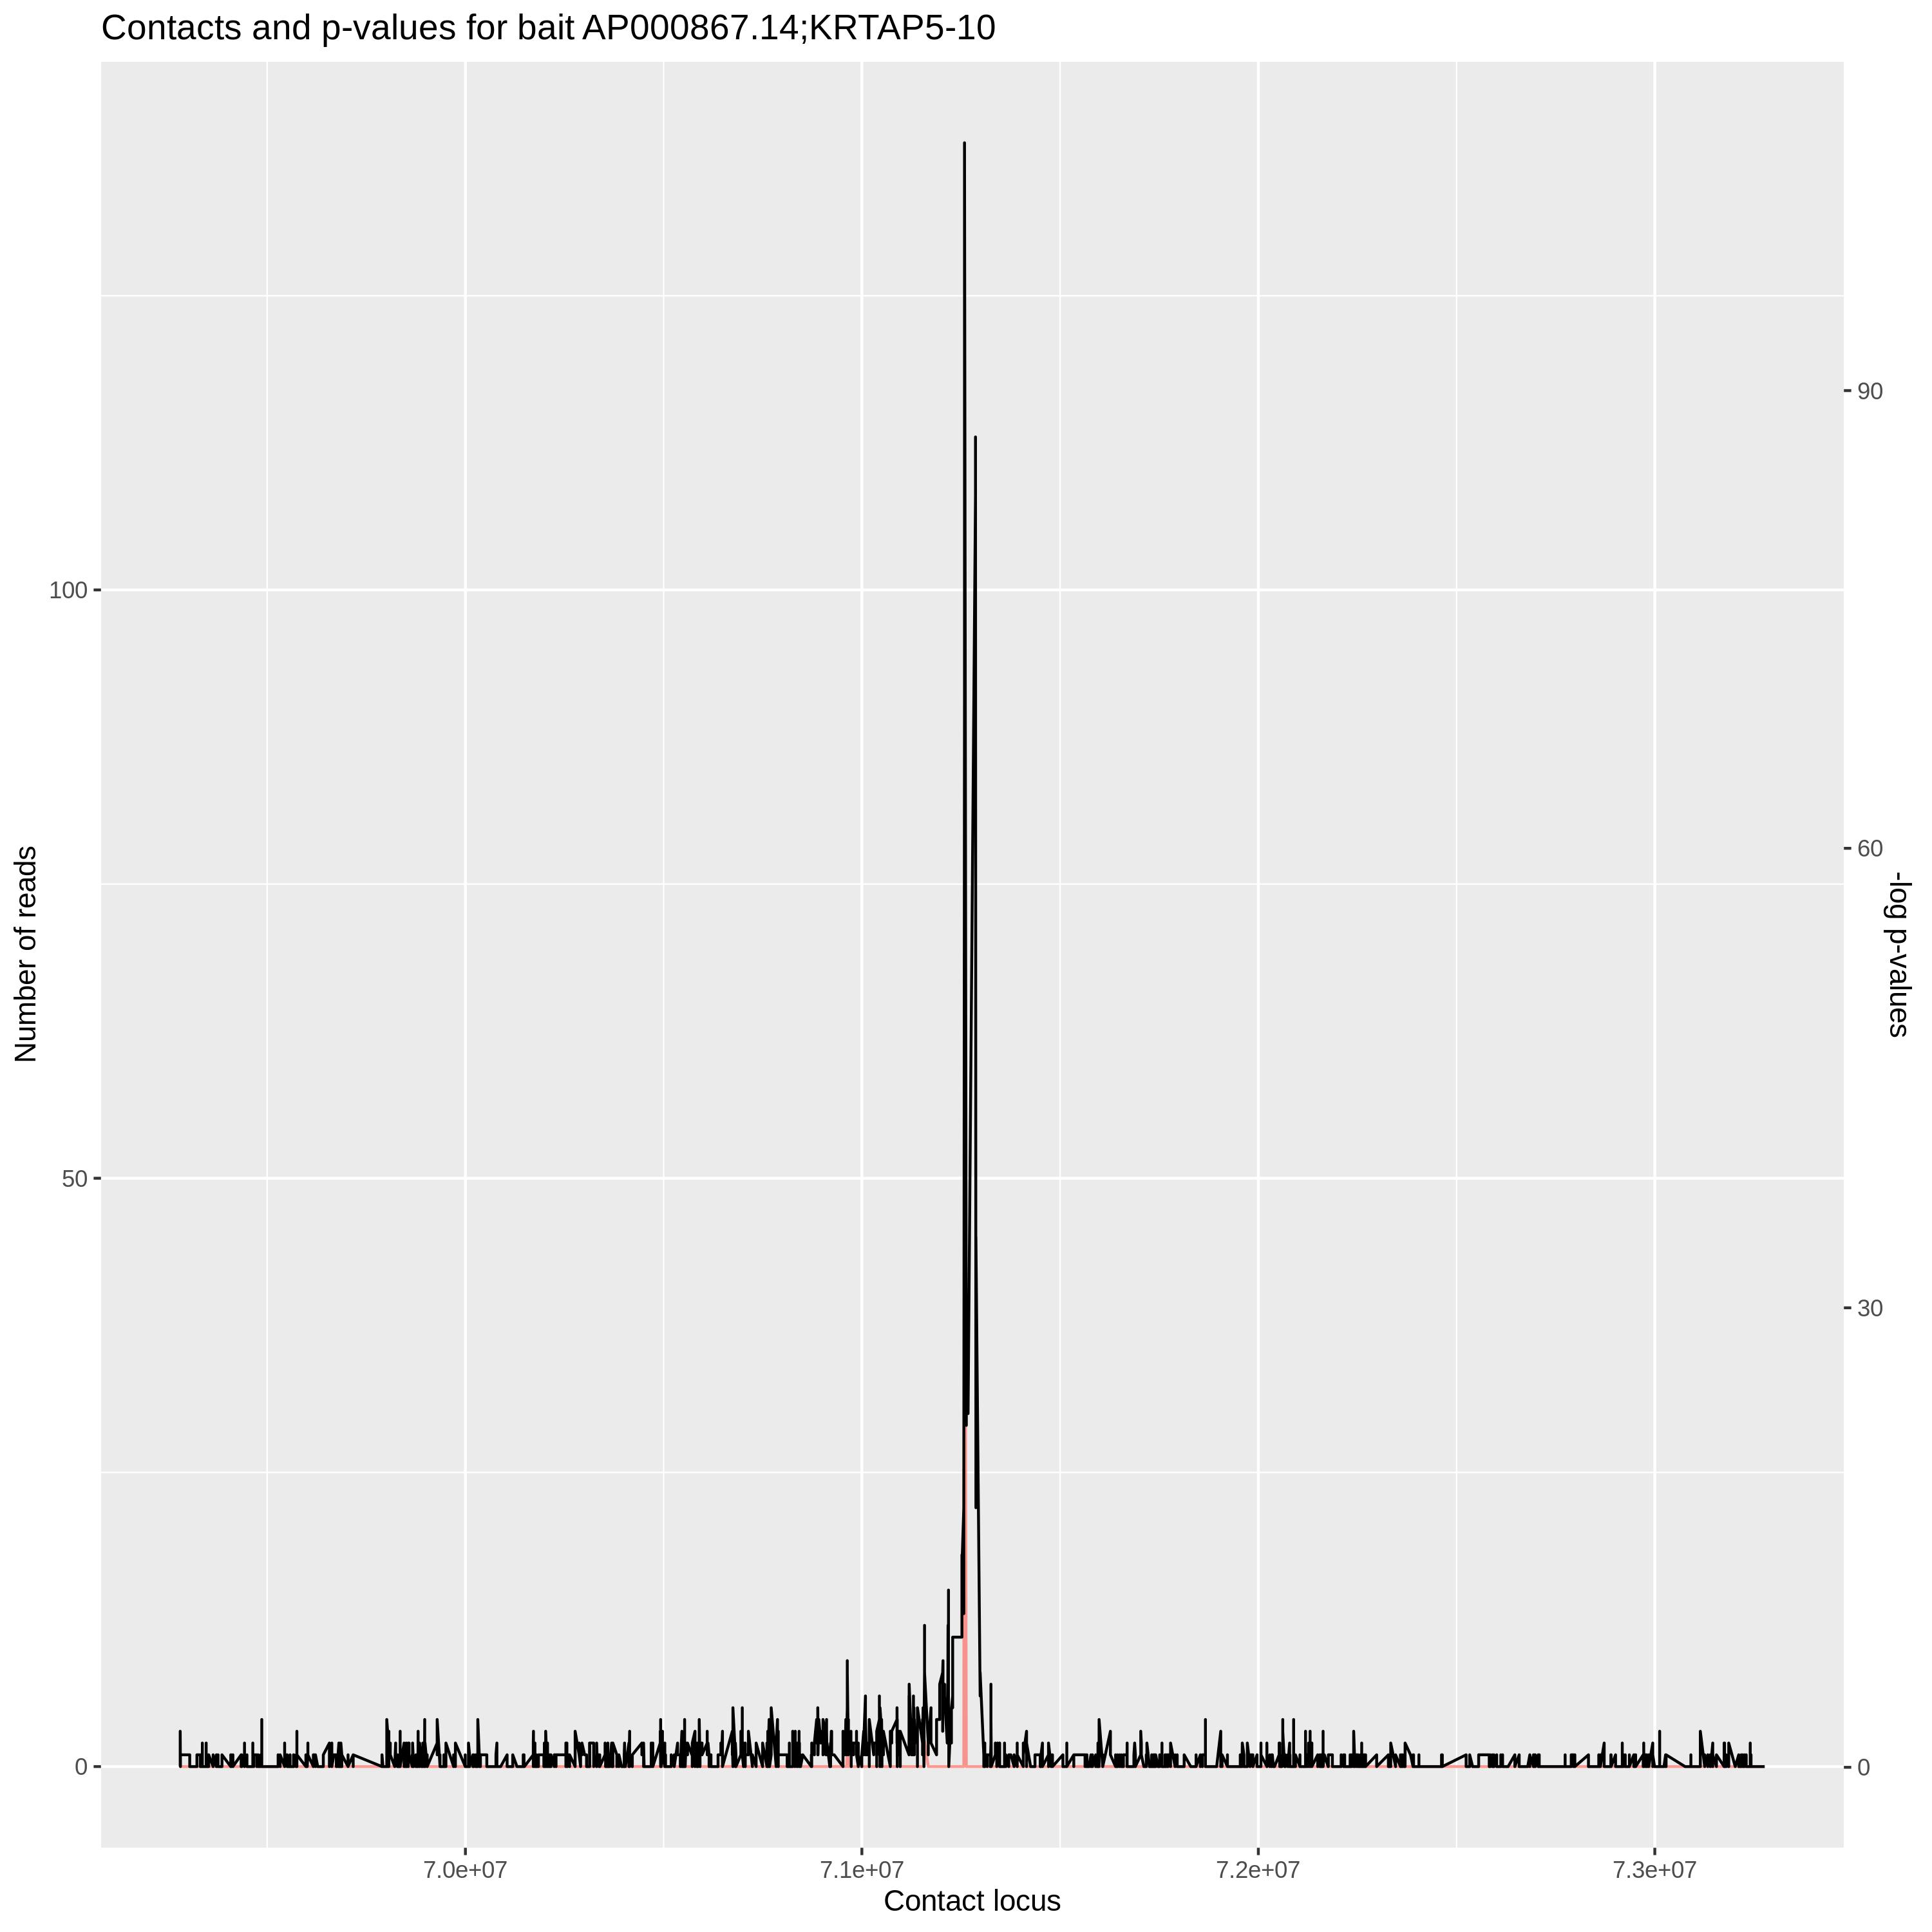 Contacts and p-values for bait AP000867.14;KRTAP5-10
Number of reads
100
50
0
90
60
30
0
-log p-values
7.0e+07 7.1e+07 7.2e+07 7.3e+07
Contact locus